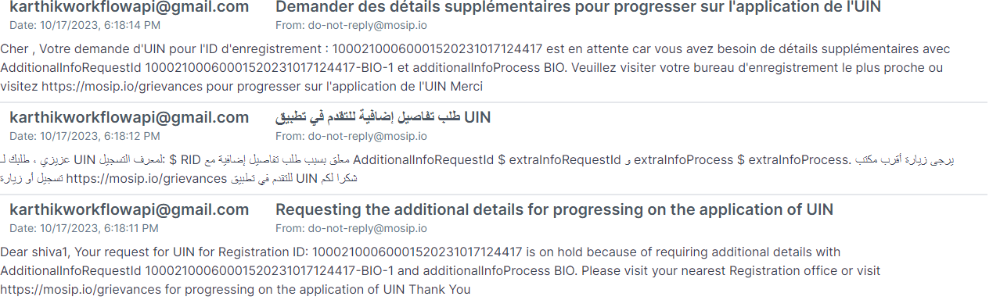 karthikworkflowapi@gmail.com Demander des détails supplémentaires pour progresser sur l'application de l'UIN
Date: 10/17/2023, 6:18:14 PM From: do-not-reply@mosip.io
Cher , Votre demande d'UIN pour l'ID d'enregistrement : 10002100060001520231017124417 est en attente car vous avez besoin de détails supplémentaires avec
AdditionalInfoRequestId 10002100060001520231017124417-BIO-1 et additionalInfoProcess BIO. Veuillez visiter votre bureau d'enregistrement le plus proche ou
visitez https://mosip.io/grievances pour progresser sur l'application de l'UIN Merci
karthikworkflowapi@gmail.com طلب تفاصيل إضافية للتقدم في تطبيق UIN
Date: 10/17/2023, 6:18:12 PM From: do-not-reply@mosip.io
عزيزي ، طلبك لـ UIN لمعرف التسجيل: $ RID معلق بسبب طلب تفاصيل إضافية مع AdditionalInfoRequestId $ extraInfoRequestId و extraInfoProcess $ extraInfoProcess. يرجى زيارة أقرب مكتب
تسجيل أو زيارة https://mosip.io/grievances للتقدم في تطبيق UIN شكرا لكم
karthikworkflowapi@gmail.com Requesting the additional details for progressing on the application of UIN
Date: 10/17/2023, 6:18:11 PM From: do-not-reply@mosip.io
Dear shiva1, Your request for UIN for Registration ID: 10002100060001520231017124417 is on hold because of requiring additional details with
AdditionalInfoRequestId 10002100060001520231017124417-BIO-1 and additionalInfoProcess BIO. Please visit your nearest Registration office or visit
https://mosip.io/grievances for progressing on the application of UIN Thank You